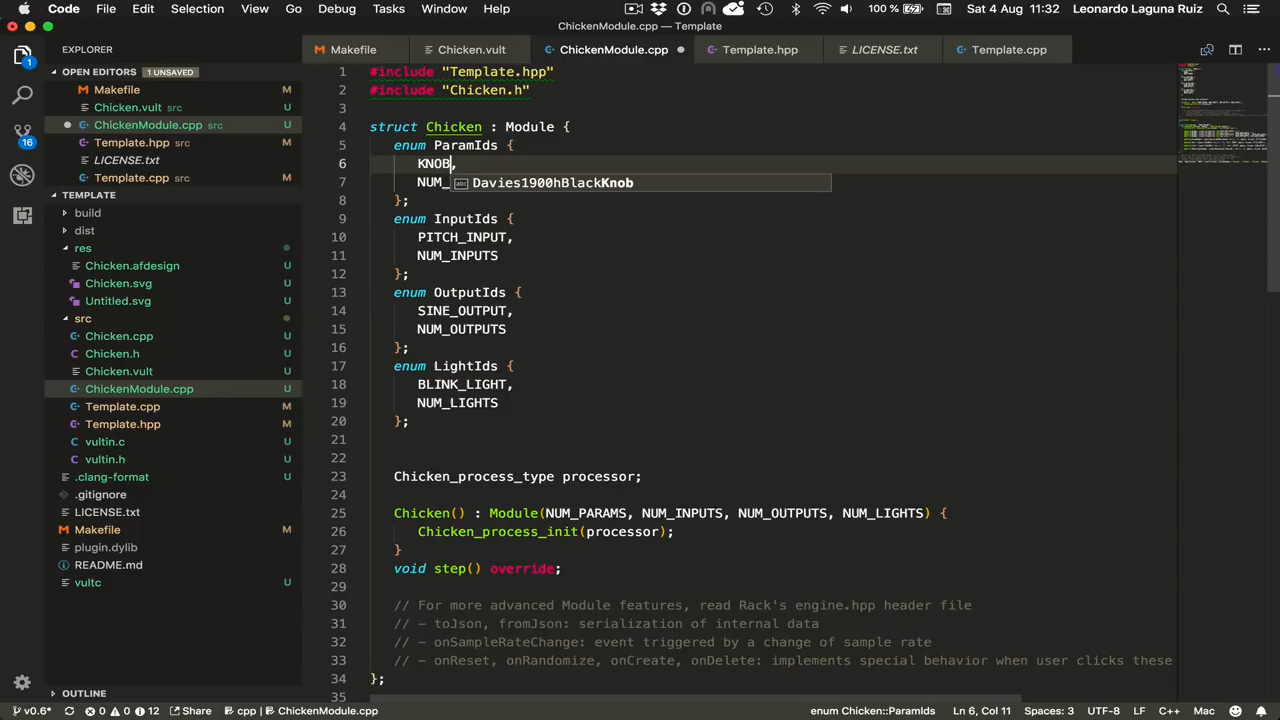 Code File Edit Selection View Go Debug Tasks Window Help 100 % Sat 4 Aug 11:32 Leonardo Laguna Ruiz
ChickenModule.cpp — Template
EXPLORER
Makefile Chicken.vult ChickenModule.cpp Template.hpp LICENSE.txt Template.cpp
OPEN EDITORS 1 UNSAVED
Makefile M
Chicken.vult src U
ChickenModule.cpp src U
Template.hpp src M
LICENSE.txt
Template.cpp src M
TEMPLATE
build
dist
res
Chicken.afdesign U
Chicken.svg U
Untitled.svg U
src
Chicken.cpp U
Chicken.h U
Chicken.vult U
ChickenModule.cpp U
Template.cpp M
Template.hpp M
vultin.c U
vultin.h U
.clang-format U
.gitignore
LICENSE.txt
Makefile M
plugin.dylib
README.md
vultc U
OUTLINE
1
16
1 #include "Template.hpp"
2 #include "Chicken.h"
3
4 struct Chicken : Module {
5 enum ParamIds {
6 KNOB,
7 NUM_
abc Davies1900hBlackKnob
8 };
9 enum InputIds {
10 PITCH_INPUT,
11 NUM_INPUTS
12 };
13 enum OutputIds {
14 SINE_OUTPUT,
15 NUM_OUTPUTS
16 };
17 enum LightIds {
18 BLINK_LIGHT,
19 NUM_LIGHTS
20 };
21
22
23 Chicken_process_type processor;
24
25 Chicken() : Module(NUM_PARAMS, NUM_INPUTS, NUM_OUTPUTS, NUM_LIGHTS) {
26 Chicken_process_init(processor);
27 }
28 void step() override;
29
30 // For more advanced Module features, read Rack's engine.hpp header file
31 // - toJson, fromJson: serialization of internal data
32 // - onSampleRateChange: event triggered by a change of sample rate
33 // - onReset, onRandomize, onCreate, onDelete: implements special behavior when user clicks these
34 };
35
v0.6* 0 0 12 Share cpp | ChickenModule.cpp enum Chicken::ParamIds Ln 6, Col 11 Spaces: 3 UTF-8 LF C++ Mac